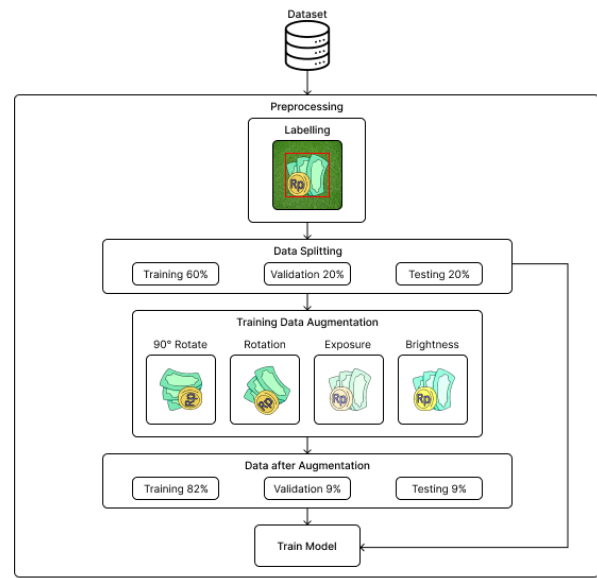 Dataset
Preprocessing
Labelling
Rp
Data Splitting
Training 60%
Validation 20%
Testing 20%
Training Data Augmentation
90° Rotate
Rotation
Exposure
Brightness
Rp
Rp
Rp
Rp
Data after Augmentation
Training 82%
Validation 9%
Testing 9%
Train Model